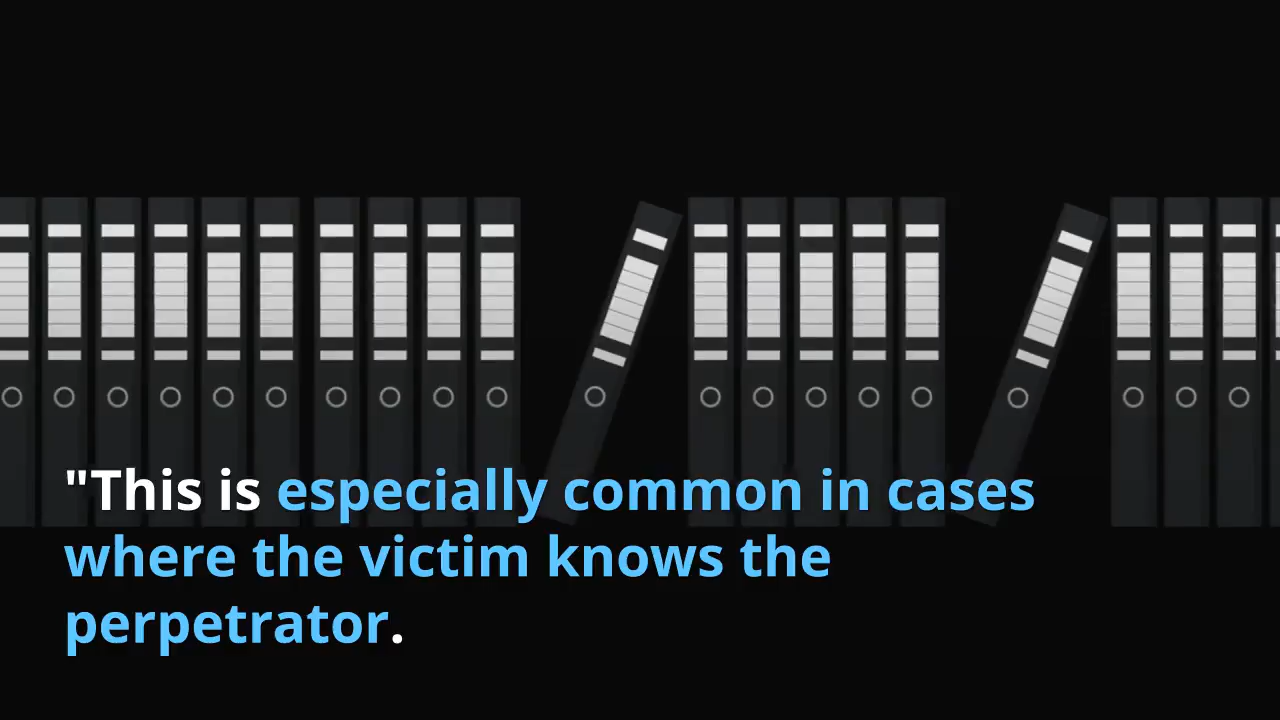 "This is especially common in cases
where the victim knows the
perpetrator.